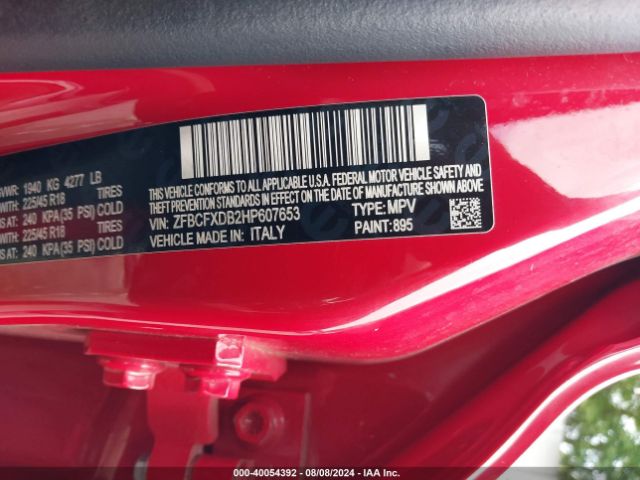 VWR: 1940 KG 4277 LB
WITH: 225/45 R18 TIRES
S AT: 240 KPA(35 PSI) COLD
WITH: 225/45 R18 TIRES
S AT: 240 KPA(35 PSI) COLD
THIS VEHICLE CONFORMS TO ALL APPLICABLE U.S.A. FEDERAL MOTOR VEHICLE SAFETY AND
THEFT PREVENTION STANDARDS IN EFFECT ON THE DATE OF MANUFACTURE SHOWN ABOVE.
VIN: ZFBCFXDB2HP607653 TYPE: MPV
VEHICLE MADE IN: ITALY PAINT: 895
000-40054392 - 08/08/2024 - IAA Inc.